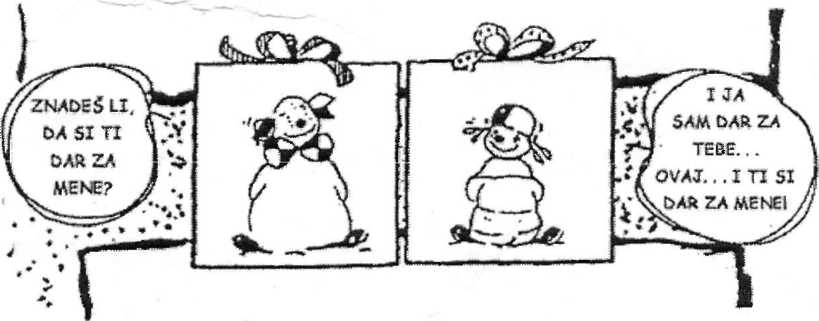 ZNADEŠ LI,
DA SI TI
DAR ZA
MENE?
I JA
SAM DAR ZA
TEBE...
OVAJ...I TI SI
DAR ZA MENE!